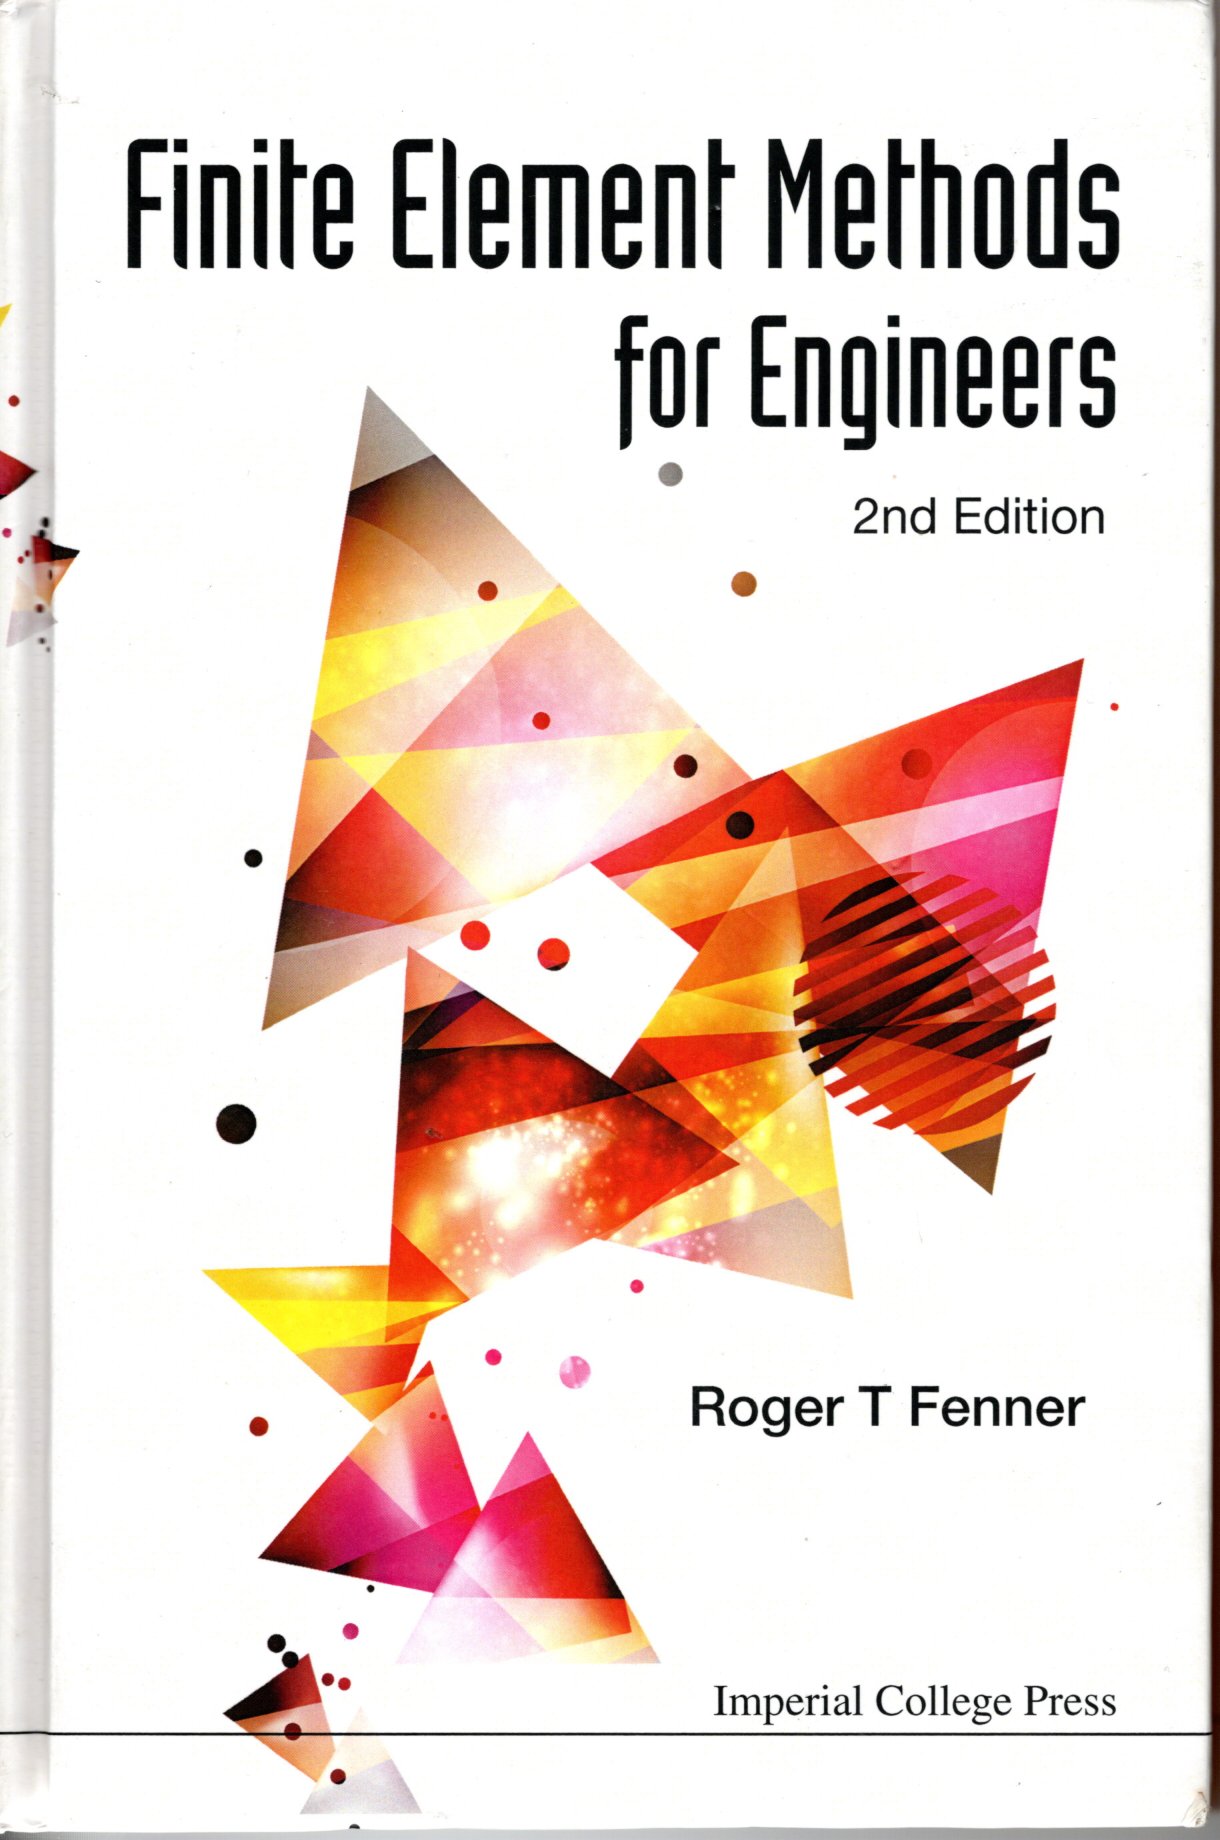 Finite Element Methods
for Engineers
2nd Edition
Roger T Fenner
Imperial College Press